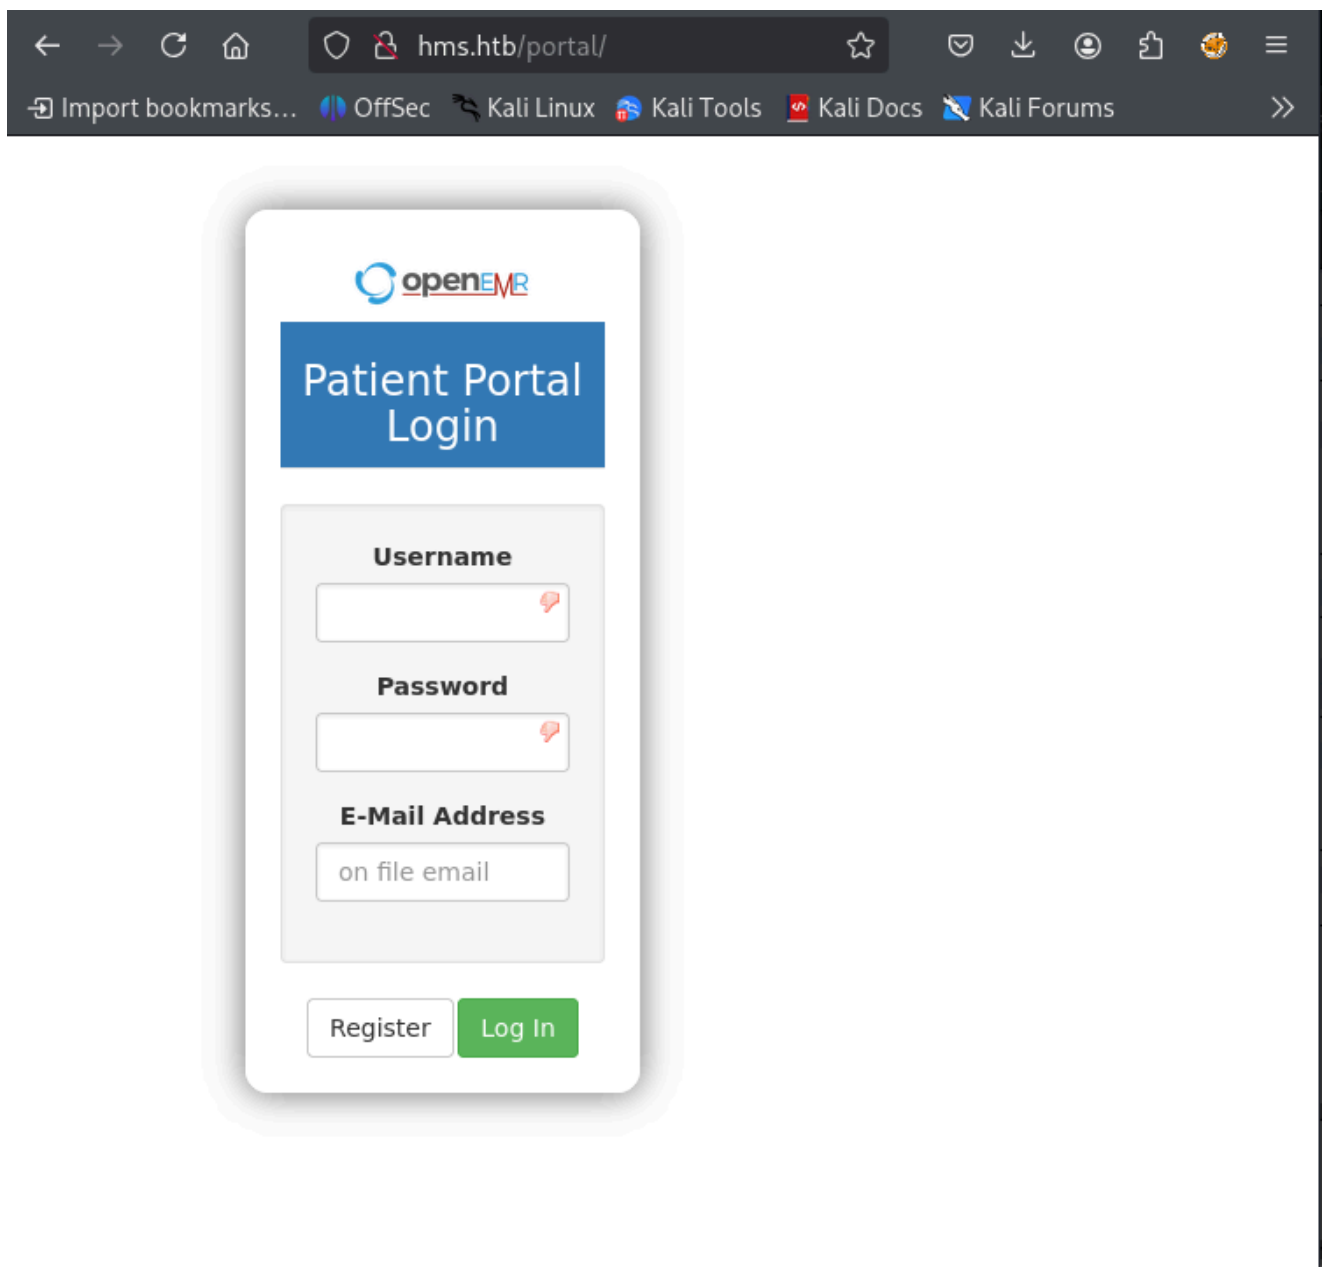 hms.htb/portal/
Import bookmarks... OffSec Kali Linux Kali Tools Kali Docs Kali Forums
openEMR
Patient Portal
Login
Username
Password
E-Mail Address
on file email
Register Log In